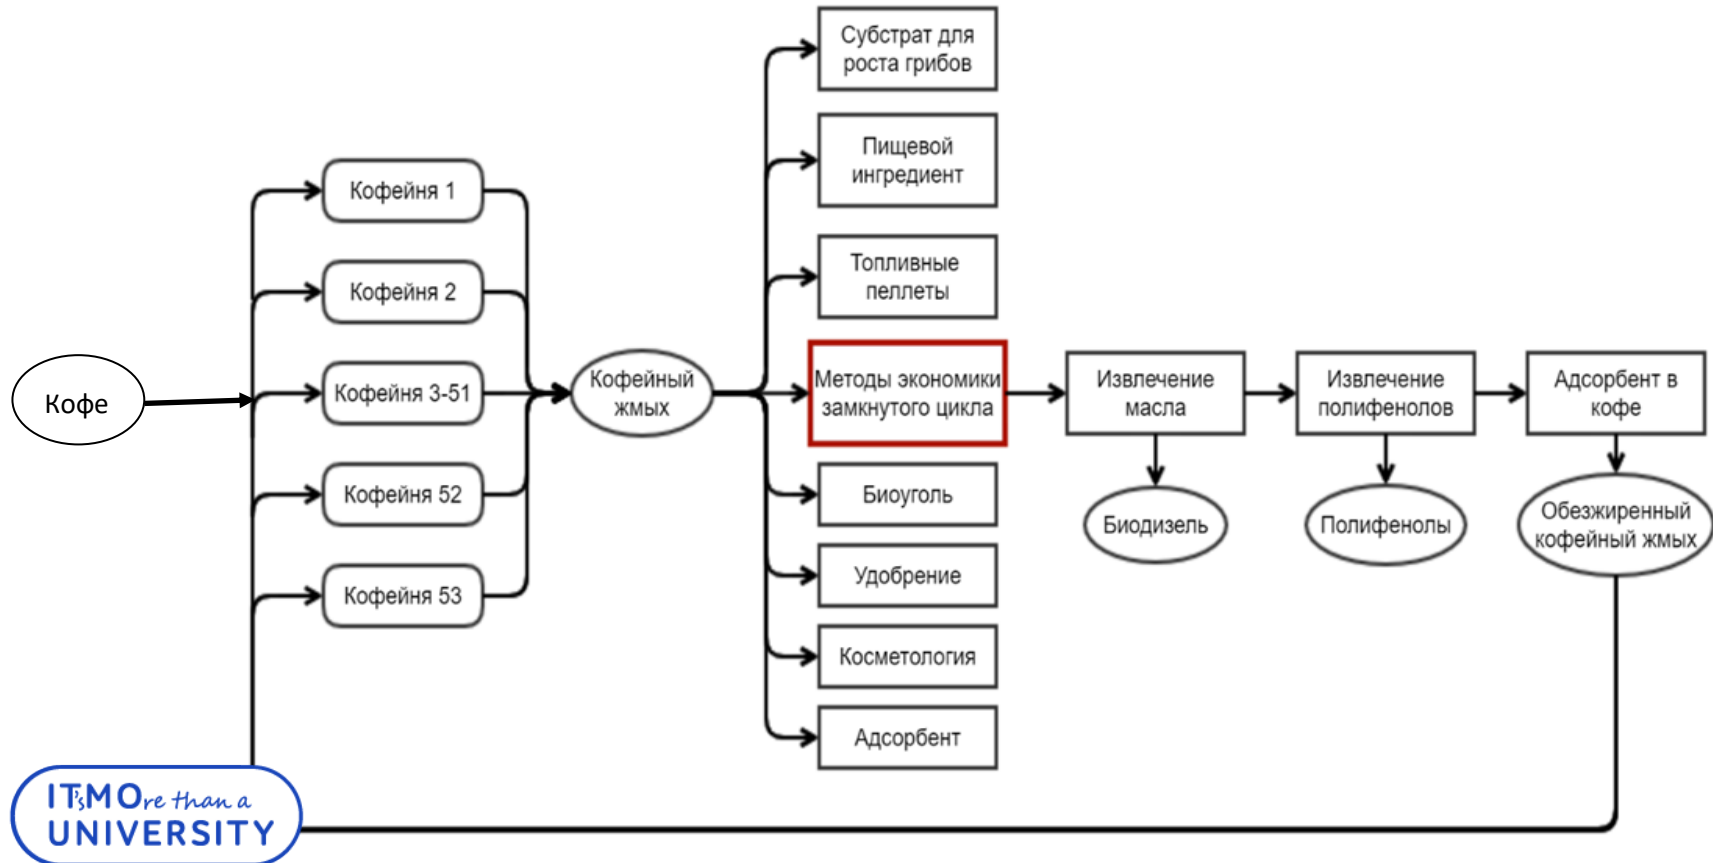 Кофе
Кофейня 1
Кофейня 2
Кофейня 3-51
Кофейня 52
Кофейня 53
Кофейный
жмых
Субстрат для
роста грибов
Пищевой
ингредиент
Топливные
пеллеты
Методы экономики
замкнутого цикла
Биоуголь
Удобрение
Косметология
Адсорбент
Извлечение
масла
Биодизель
Извлечение
полифенолов
Полифенолы
Адсорбент в
кофе
Обезжиренный
кофейный жмых
IT'sMOre than a
UNIVERSITY